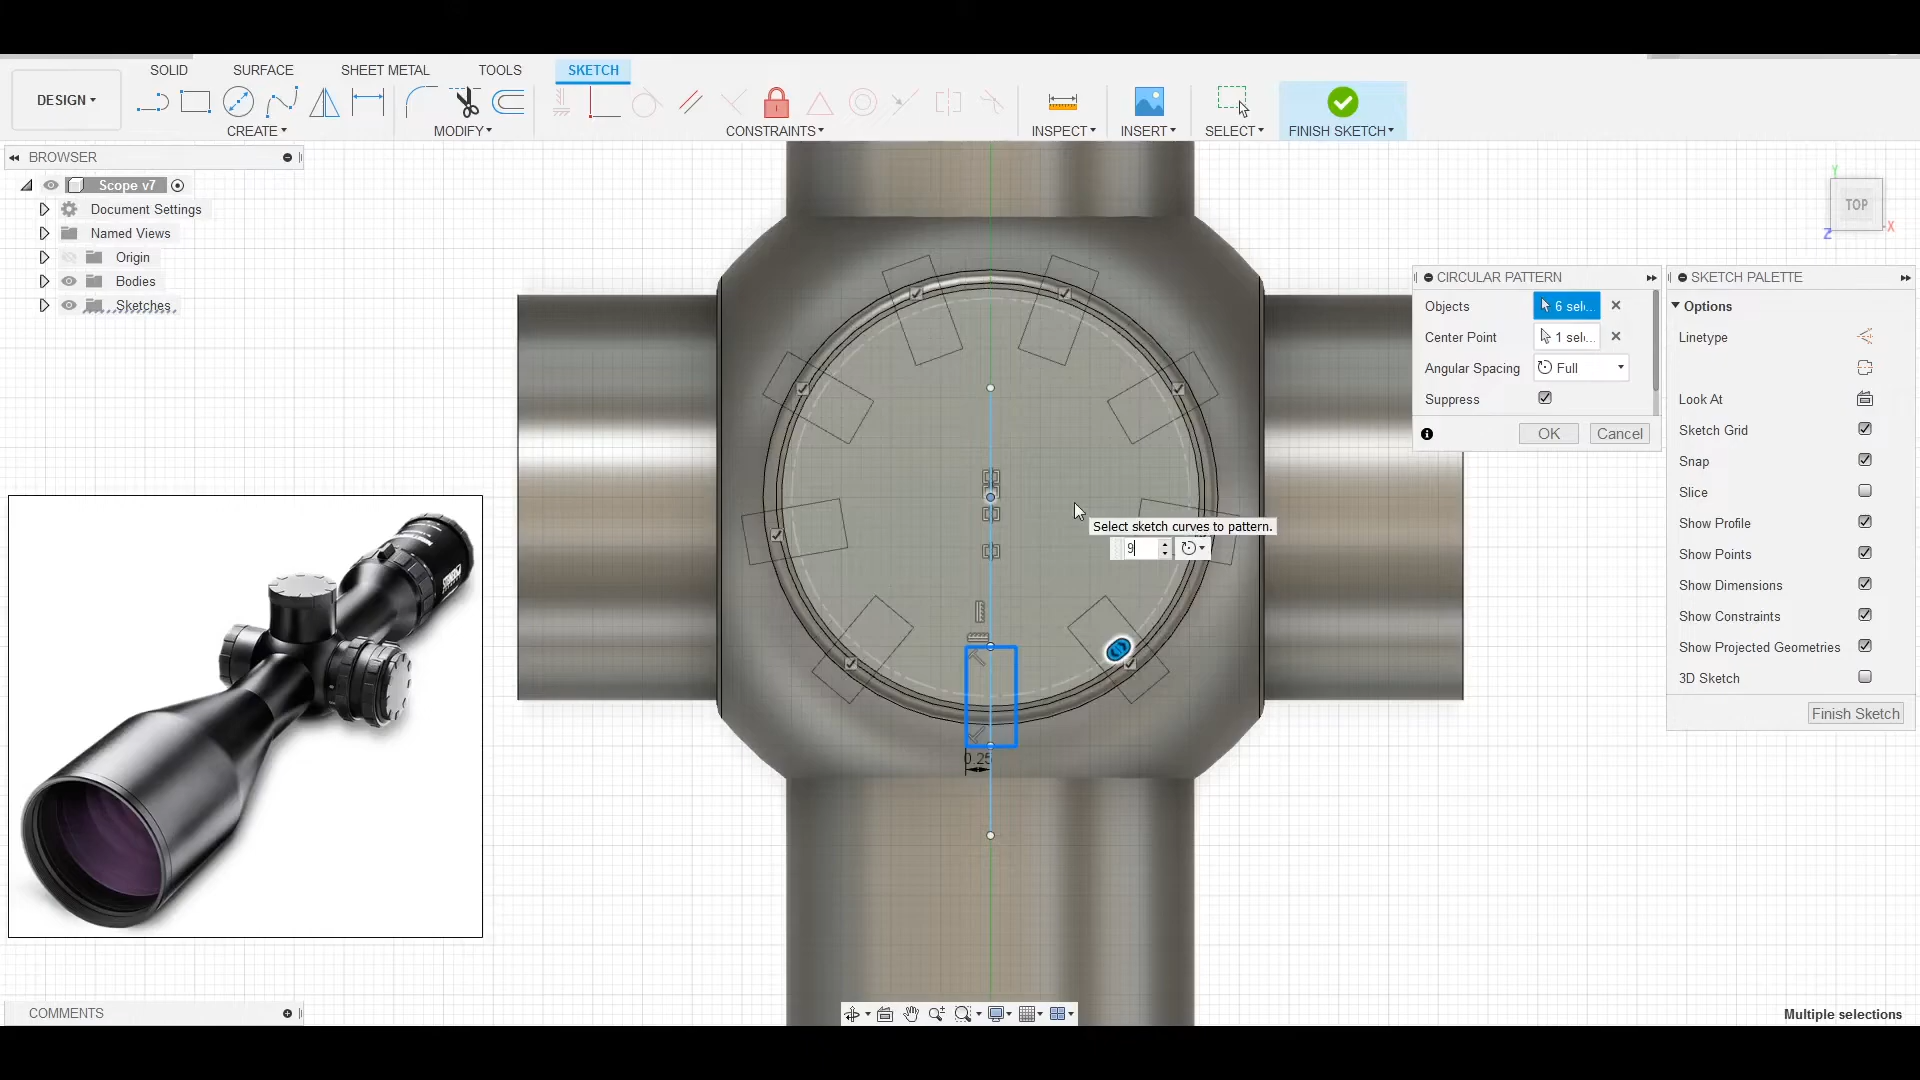 SOLID
SURFACE
SHEET METAL
TOOLS
SKETCH
DESIGN
CREATE
MODIFY
CONSTRAINTS
INSPECT
INSERT
SELECT
FINISH SKETCH
BROWSER
Scope v7
Document Settings
Named Views
Origin
Bodies
Sketches
TOP
Y
X
Z
CIRCULAR PATTERN
Objects
6 sel...
Center Point
1 sel...
Angular Spacing
Full
Suppress
OK
Cancel
SKETCH PALETTE
Options
Linetype
Look At
Sketch Grid
Snap
Slice
Show Profile
Show Points
Show Dimensions
Show Constraints
Show Projected Geometries
3D Sketch
Finish Sketch
Select sketch curves to pattern.
9
0.25
STEINER
COMMENTS
Multiple selections